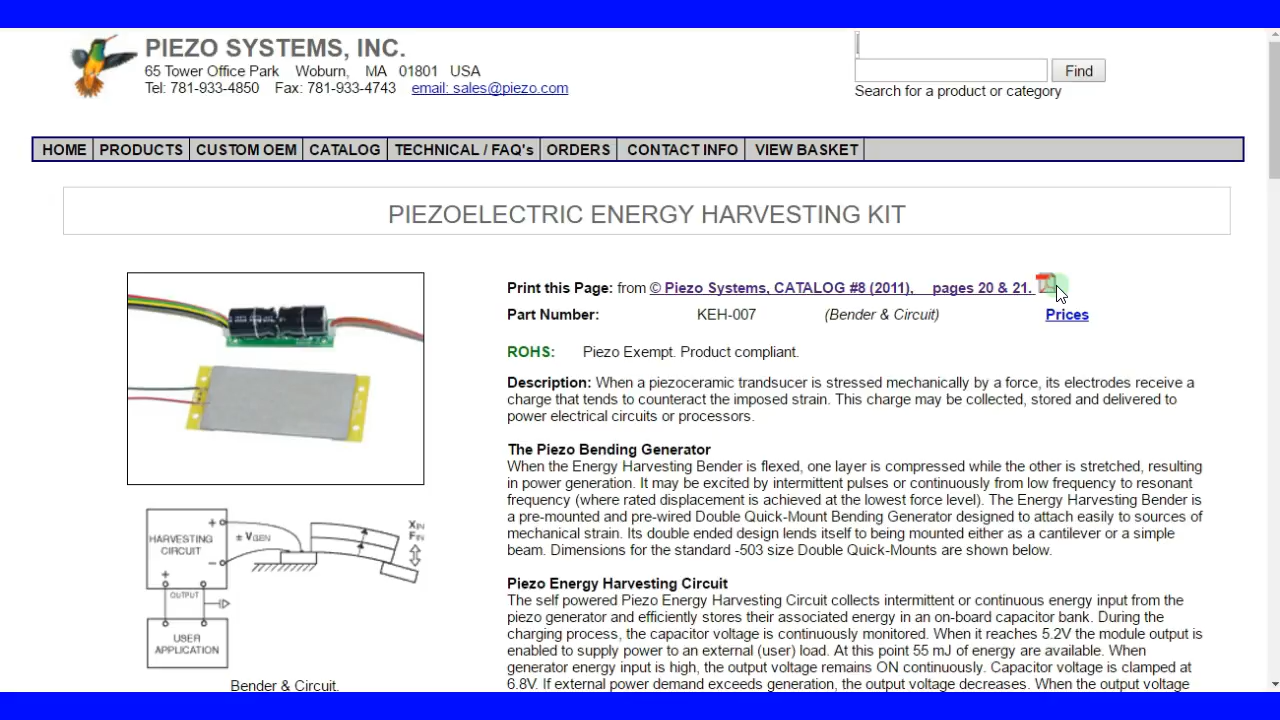 PIEZO SYSTEMS, INC.
65 Tower Office Park Woburn, MA 01801 USA
Tel: 781-933-4850 Fax: 781-933-4743 email: sales@piezo.com
Find
Search for a product or category
HOME PRODUCTS CUSTOM OEM CATALOG TECHNICAL / FAQ's ORDERS CONTACT INFO VIEW BASKET
PIEZOELECTRIC ENERGY HARVESTING KIT
Print this Page: from © Piezo Systems, CATALOG #8 (2011), pages 20 & 21.
Part Number: KEH-007 (Bender & Circuit) Prices
ROHS: Piezo Exempt. Product compliant.
Description: When a piezoceramic trandsucer is stressed mechanically by a force, its electrodes receive a
charge that tends to counteract the imposed strain. This charge may be collected, stored and delivered to
power electrical circuits or processors.
The Piezo Bending Generator
When the Energy Harvesting Bender is flexed, one layer is compressed while the other is stretched, resulting
in power generation. It may be excited by intermittent pulses or continuously from low frequency to resonant
frequency (where rated displacement is achieved at the lowest force level). The Energy Harvesting Bender is
a pre-mounted and pre-wired Double Quick-Mount Bending Generator designed to attach easily to sources of
mechanical strain. Its double ended design lends itself to being mounted either as a cantilever or a simple
beam. Dimensions for the standard -503 size Double Quick-Mounts are shown below.
Piezo Energy Harvesting Circuit
The self powered Piezo Energy Harvesting Circuit collects intermittent or continuous energy input from the
piezo generator and efficiently stores their associated energy in an on-board capacitor bank. During the
charging process, the capacitor voltage is continuously monitored. When it reaches 5.2V the module output is
enabled to supply power to an external (user) load. At this point 55 mJ of energy are available. When
generator energy input is high, the output voltage remains ON continuously. Capacitor voltage is clamped at
6.8V. If external power demand exceeds generation, the output voltage decreases. When the output voltage
HARVESTING
CIRCUIT
+
± VGEN
−
+
OUTPUT
XIN
FIN
USER
APPLICATION
Bender & Circuit.